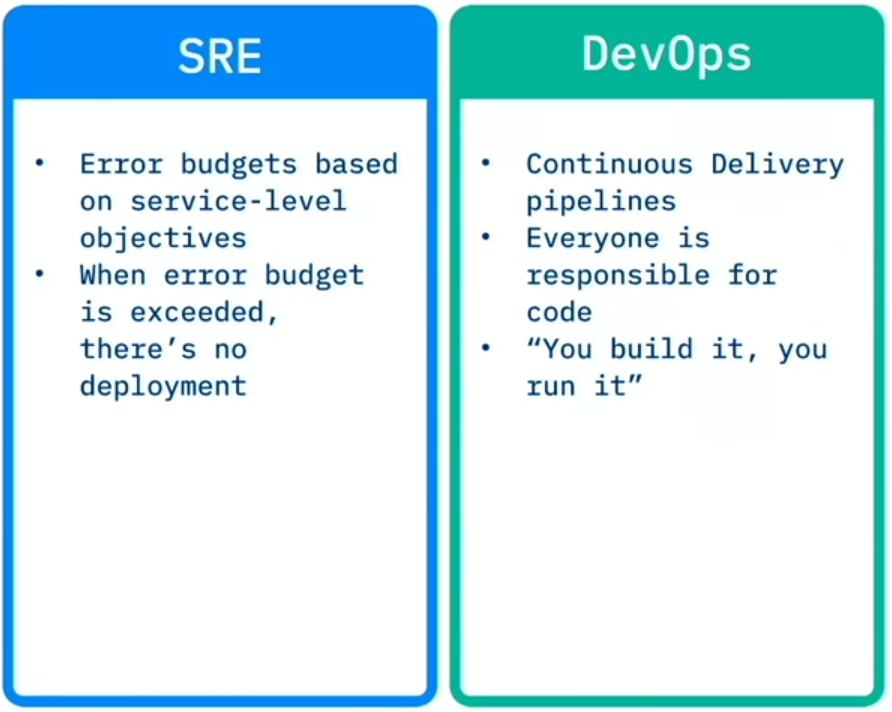 SRE
• Error budgets based
on service-level
objectives
• When error budget
is exceeded,
there’s no
deployment
DevOps
• Continuous Delivery
pipelines
• Everyone is
responsible for
code
• “You build it, you
run it”